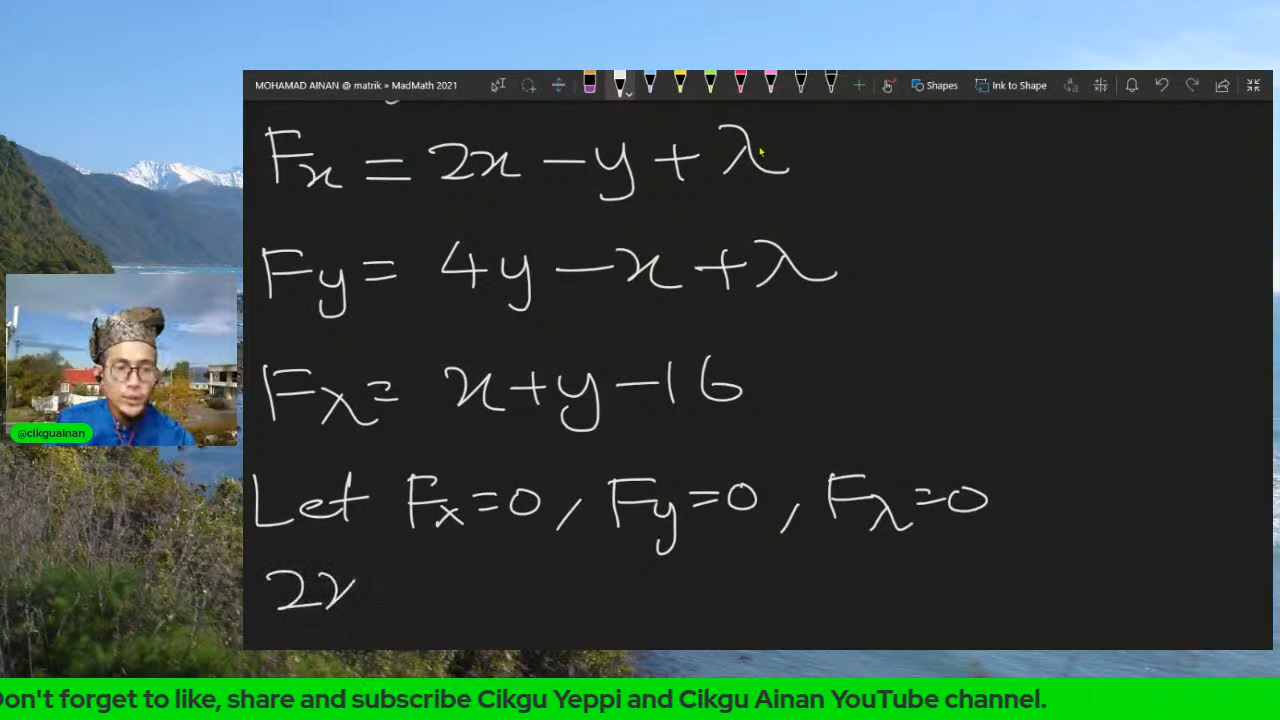 MOHAMAD AINAN @ matrik » MadMath 2021
Shapes
Ink to Shape
Fx = 2x - y + λ
Fy = 4y - x + λ
Fλ = x + y - 16
Let Fx = 0, Fy = 0, Fλ = 0
2x
@cikguainan
Don't forget to like, share and subscribe Cikgu Yeppi and Cikgu Ainan YouTube channel.